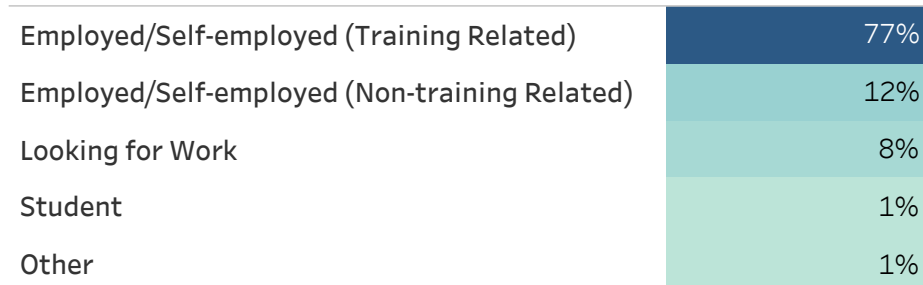 Employed/Self-employed (Training Related) 77%
Employed/Self-employed (Non-training Related) 12%
Looking for Work 8%
Student 1%
Other 1%